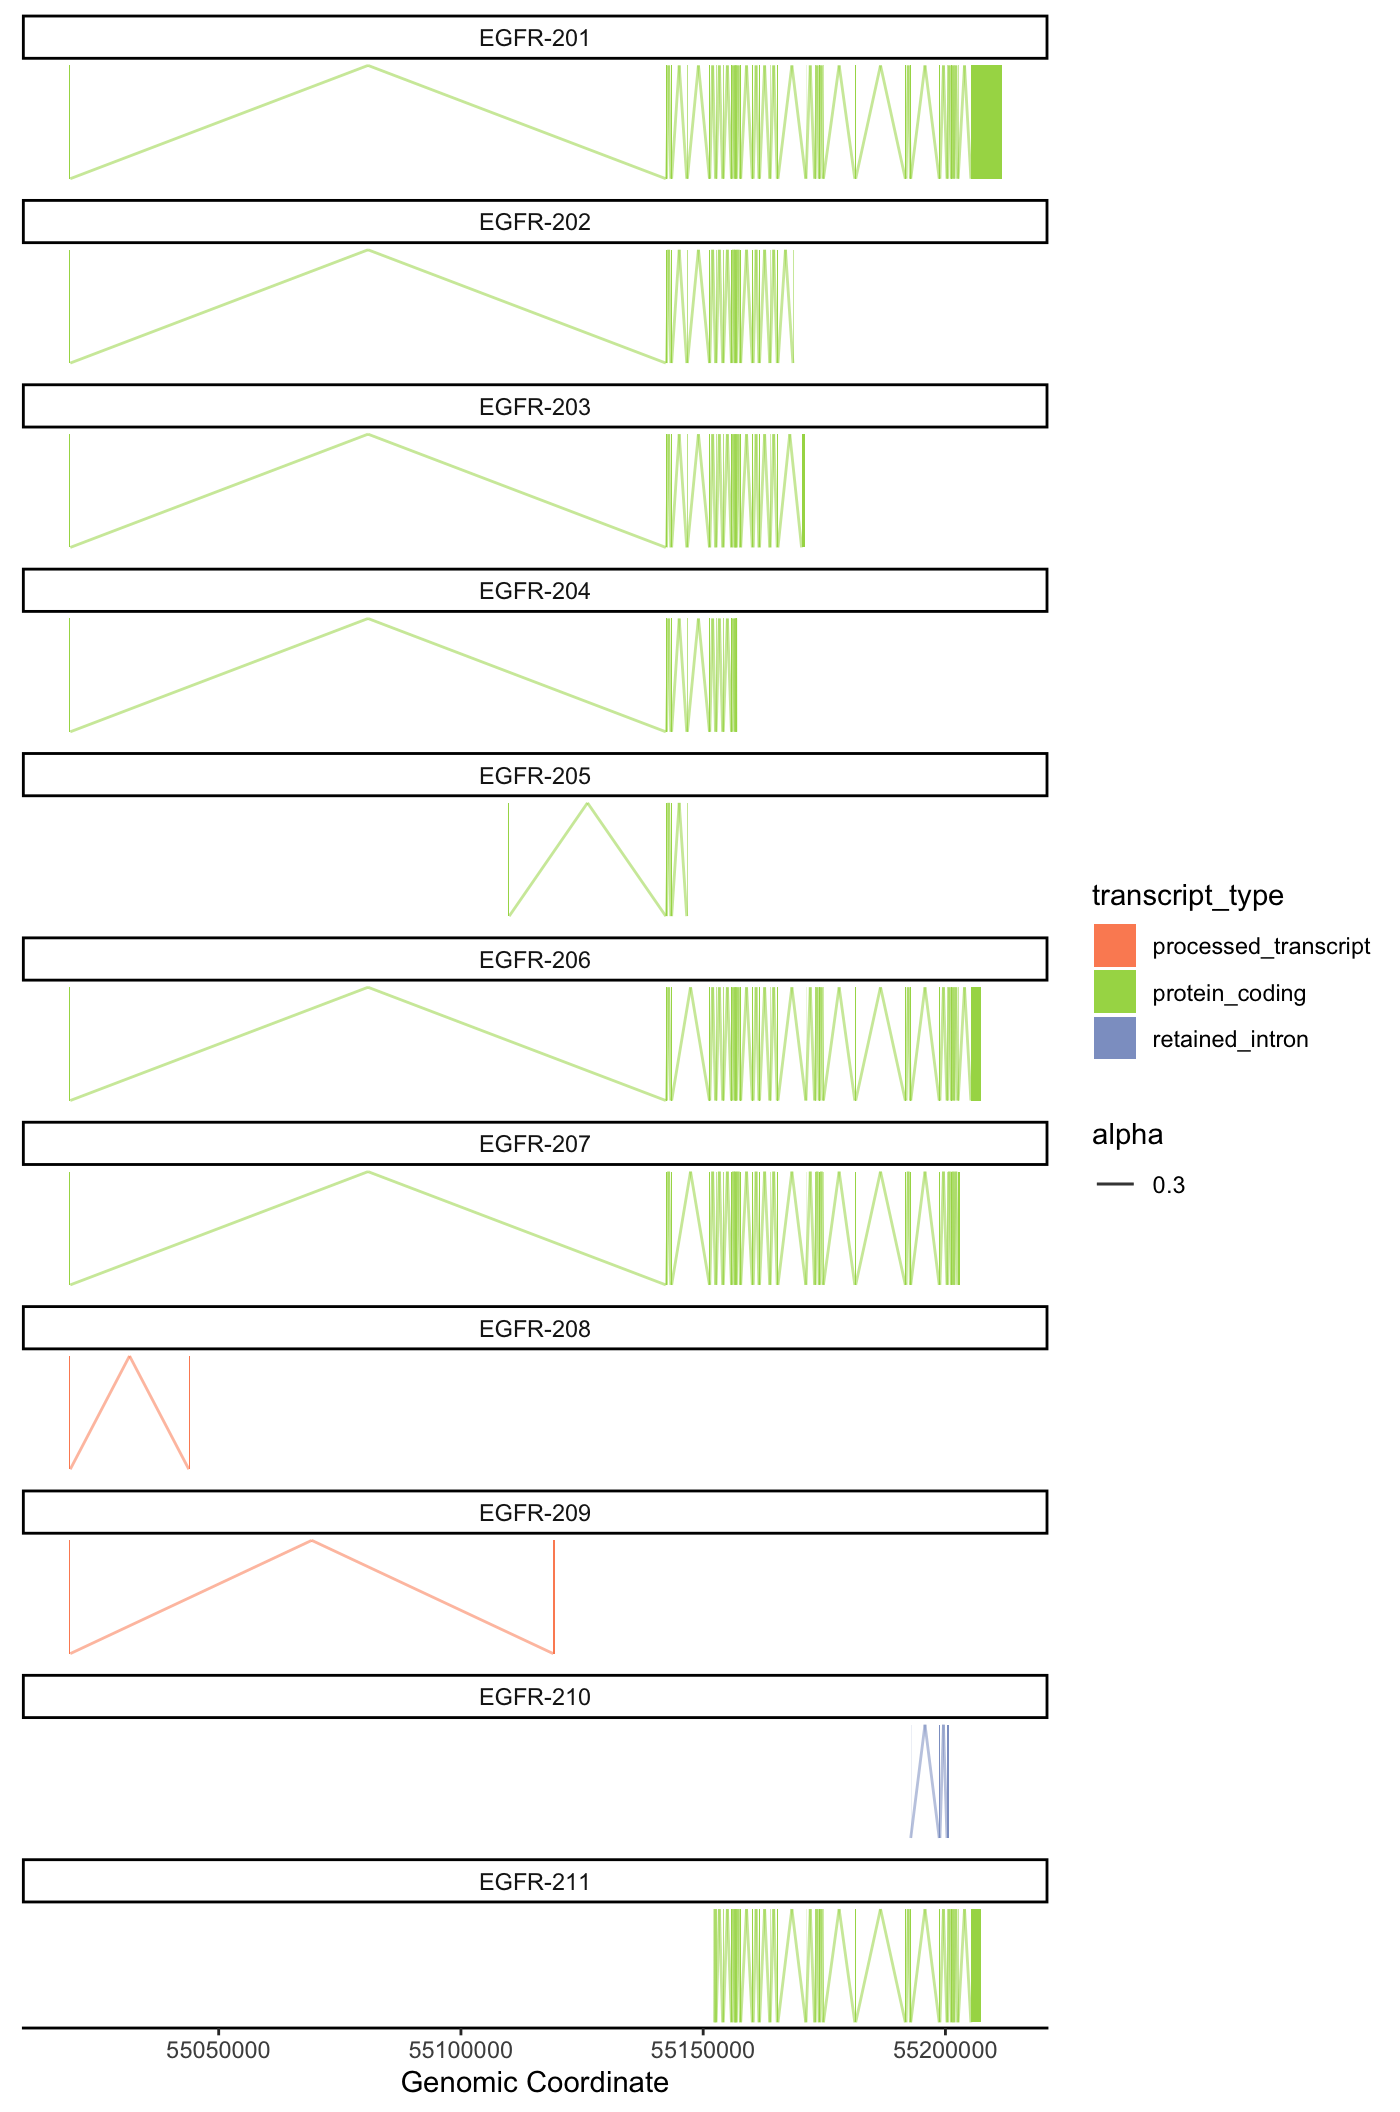 EGFR-201
EGFR-202
EGFR-203
EGFR-204
EGFR-205
EGFR-206
EGFR-207
EGFR-208
EGFR-209
EGFR-210
EGFR-211
55050000 55100000 55150000 55200000
Genomic Coordinate
transcript_type
processed_transcript
protein_coding
retained_intron
alpha
0.3